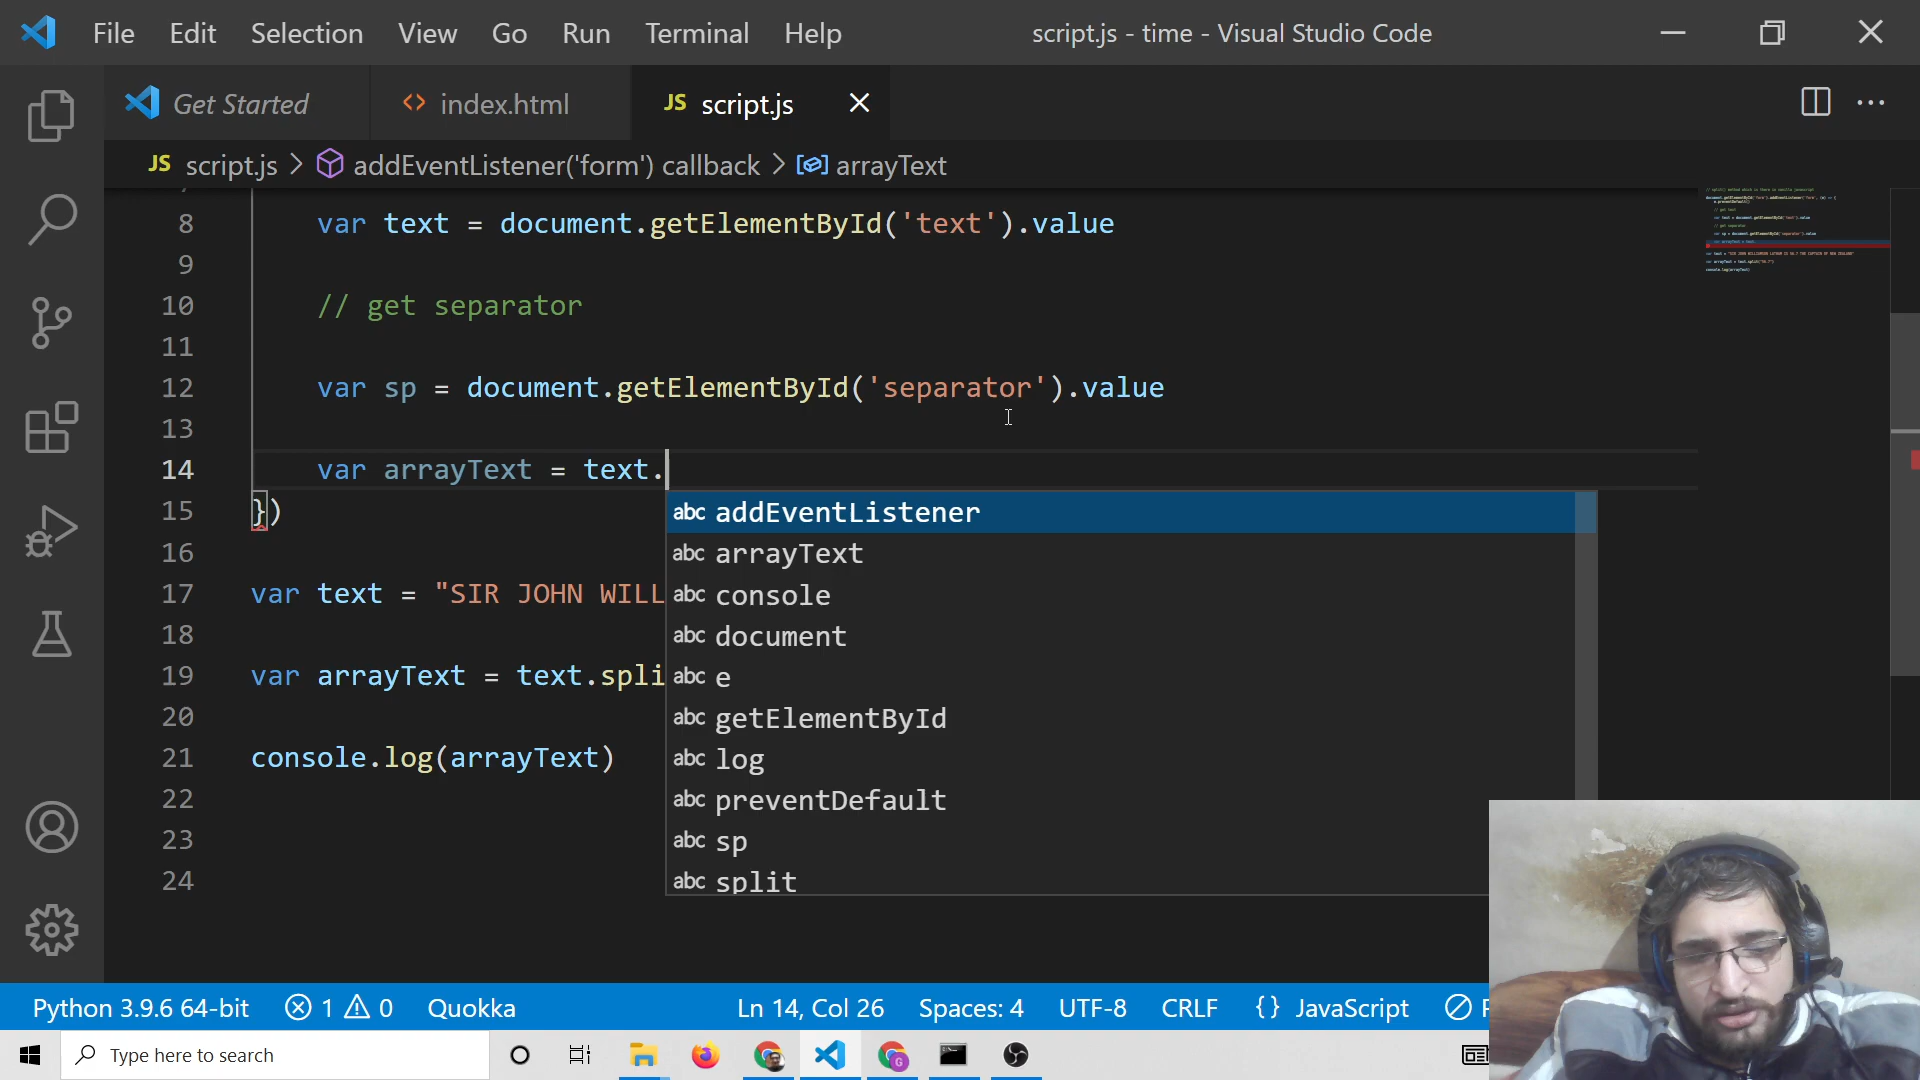 File Edit Selection View Go Run Terminal Help script.js - time - Visual Studio Code
Get Started index.html JS script.js
JS script.js > addEventListener('form') callback > arrayText
8 var text = document.getElementById('text').value
9
10 // get separator
11
12 var sp = document.getElementById('separator').value
13
14 var arrayText = text.
15 })
16
17 var text = "SIR JOHN WILL
18
19 var arrayText = text.spli
20
21 console.log(arrayText)
22
23
24
abc addEventListener
abc arrayText
abc console
abc document
abc e
abc getElementById
abc log
abc preventDefault
abc sp
abc split
Python 3.9.6 64-bit 1 0 Quokka Ln 14, Col 26 Spaces: 4 UTF-8 CRLF {} JavaScript
Type here to search